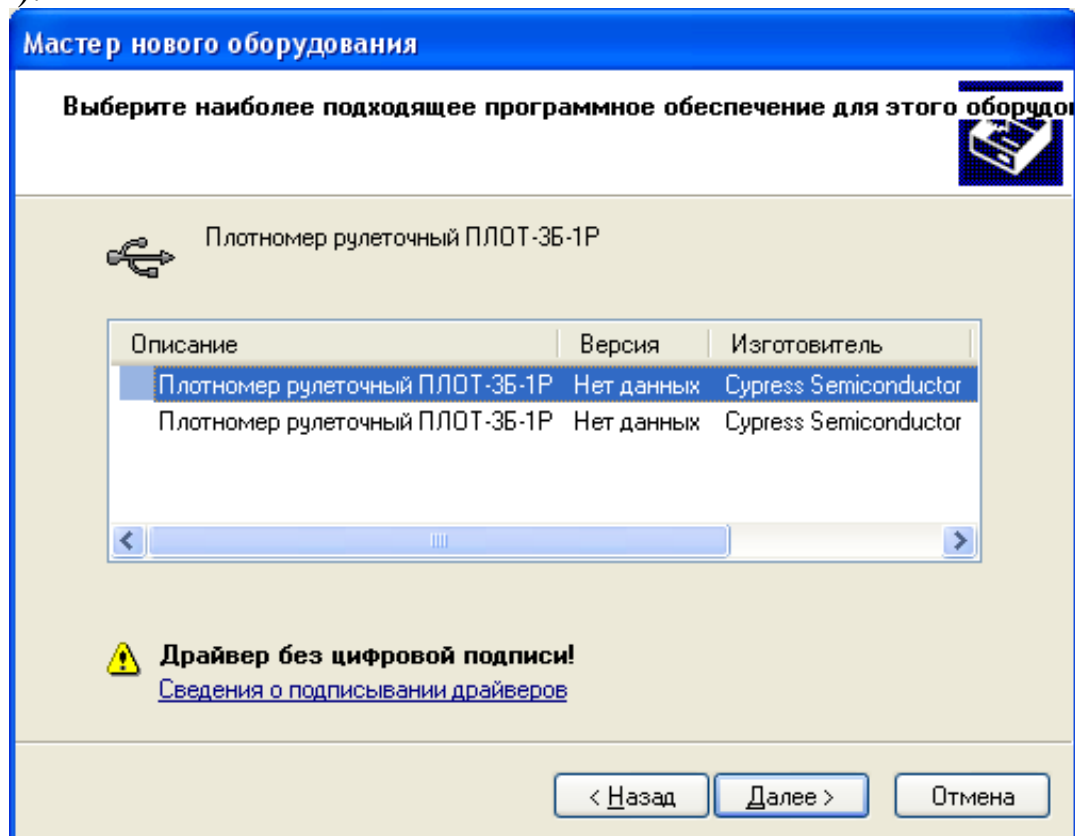 ).
Мастер нового оборудования
Выберите наиболее подходящее программное обеспечение для этого оборудо
Плотномер рулеточный ПЛОТ-3Б-1Р
Описание Версия Изготовитель
Плотномер рулеточный ПЛОТ-3Б-1Р Нет данных Cypress Semiconductor
Плотномер рулеточный ПЛОТ-3Б-1Р Нет данных Cypress Semiconductor
Драйвер без цифровой подписи!
Сведения о подписывании драйверов
< Назад Далее > Отмена